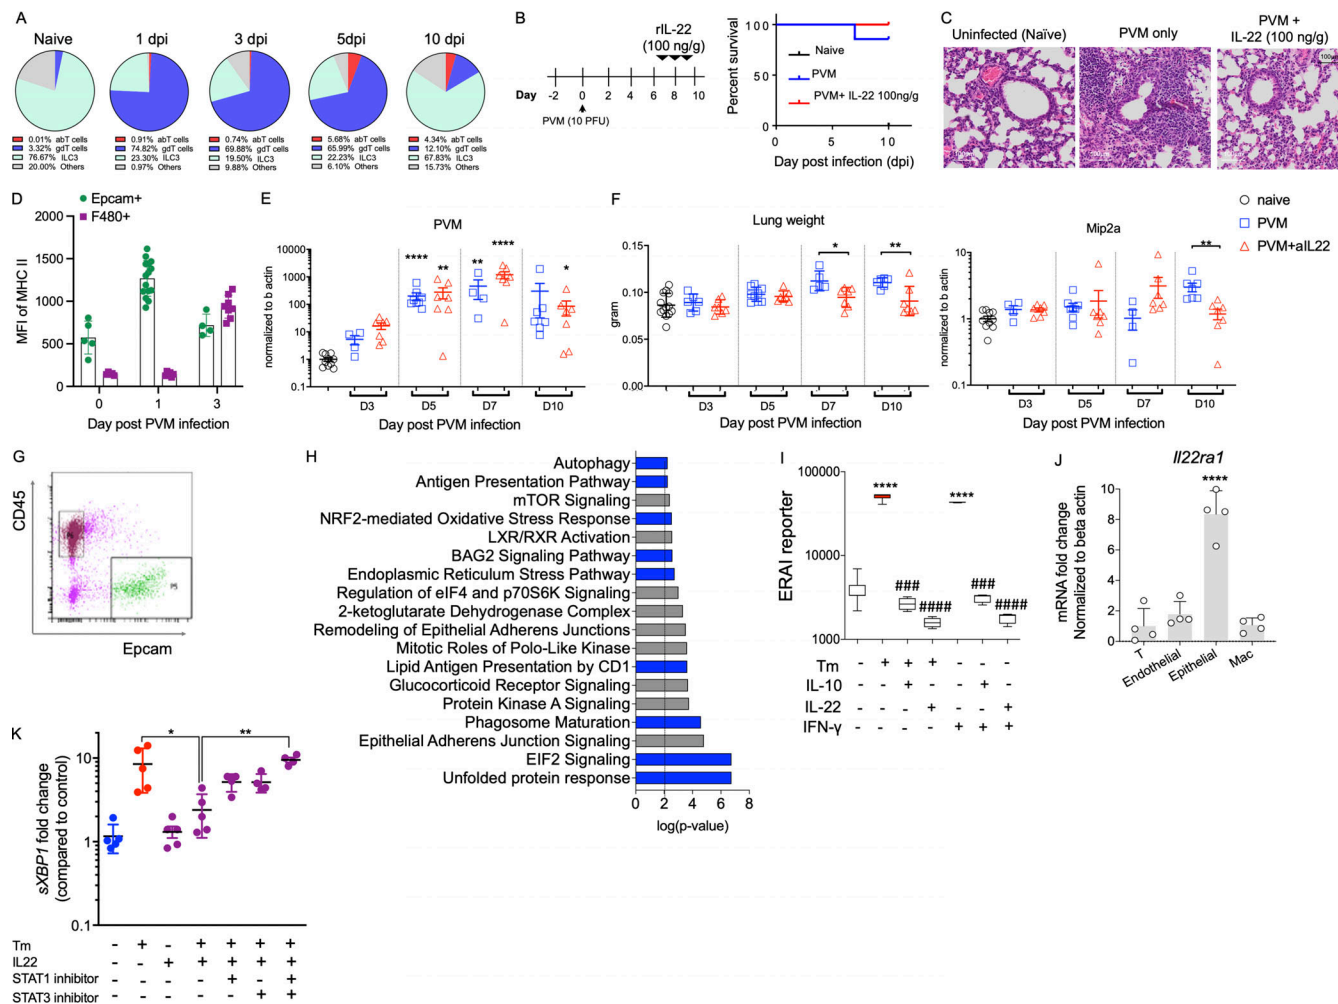 A
Naive
1 dpi
3 dpi
5dpi
10 dpi
0.01% abT cells
3.32% gdT cells
76.67% ILC3
20.00% Others
0.91% abT cells
74.82% gdT cells
23.30% ILC3
0.97% Others
0.74% abT cells
69.88% gdT cells
19.50% ILC3
9.88% Others
5.68% abT cells
65.99% gdT cells
22.23% ILC3
6.10% Others
4.34% abT cells
12.10% gdT cells
67.83% ILC3
15.73% Others
B
rIL-22
(100 ng/g)
Day -2 0 2 4 6 8 10
PVM (10 PFU)
Percent survival
100
50
0
0 5 10
Naive
PVM
PVM+ IL-22 100ng/g
Day post infection (dpi)
C
Uninfected (Naïve)
PVM only
PVM +
IL-22 (100 ng/g)
D
Epcam+
F480+
MFI of MHC II
2000
1500
1000
500
0
0 1 3
Day post PVM infection
E
PVM
normalized to b actin
10000
1000
100
10
1
0.1
**** ** ** **** *
D3 D5 D7 D10
Day post PVM infection
F
Lung weight
gram
0.15
0.10
0.05
0.00
* **
D3 D5 D7 D10
Day post PVM infection
Mip2a
normalized to b actin
10
1
0.1
**
D3 D5 D7 D10
Day post PVM infection
naive
PVM
PVM+aIL22
G
CD45
P5
Epcam
H
Autophagy
Antigen Presentation Pathway
mTOR Signaling
NRF2-mediated Oxidative Stress Response
LXR/RXR Activation
BAG2 Signaling Pathway
Endoplasmic Reticulum Stress Pathway
Regulation of eIF4 and p70S6K Signaling
2-ketoglutarate Dehydrogenase Complex
Remodeling of Epithelial Adherens Junctions
Mitotic Roles of Polo-Like Kinase
Lipid Antigen Presentation by CD1
Glucocorticoid Receptor Signaling
Protein Kinase A Signaling
Phagosome Maturation
Epithelial Adherens Junction Signaling
EIF2 Signaling
Unfolded protein response
0 2 4 6 8
log(p-value)
I
ERAI reporter
100000
10000
1000
**** ### #### **** ### ####
Tm - + + + - - -
IL-10 - - + - - + -
IL-22 - - - + - - +
IFN-γ - - - - + + +
J
Il22ra1
mRNA fold change
Normalized to beta actin
10
8
6
4
2
0
****
T
Endothelial
Epithelial
Mac
K
sXBP1 fold change
(compared to control)
10
1
0.1
* **
Tm - + - + + + +
IL22 - - + + + + +
STAT1 inhibitor - - - - + - +
STAT3 inhibitor - - - - - + +